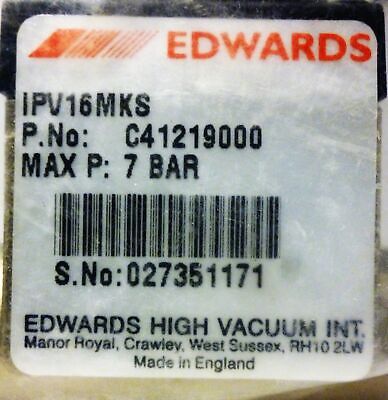 EDWARDS
IPV16MKS
P.No: C41219000
MAX P: 7 BAR
S.No:027351171
EDWARDS HIGH VACUUM INT.
Manor Royal, Crawley, West Sussex, RH10 2LW
Made in England